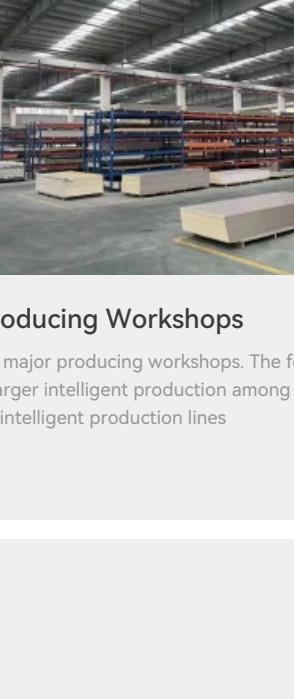 oducing Workshops
major producing workshops. The f
arger intelligent production among
intelligent production lines